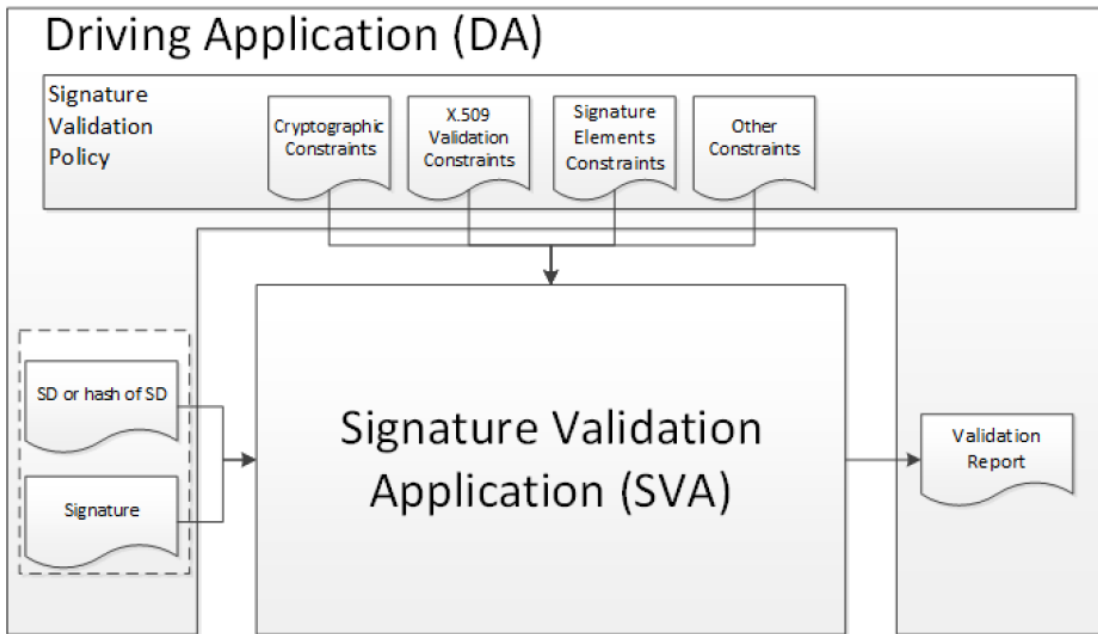 Driving Application (DA)
Signature
Validation
Policy
Cryptographic
Constraints
X.509
Validation
Constraints
Signature
Elements
Constraints
Other
Constraints
SD or hash of SD
Signature
Signature Validation
Application (SVA)
Validation
Report